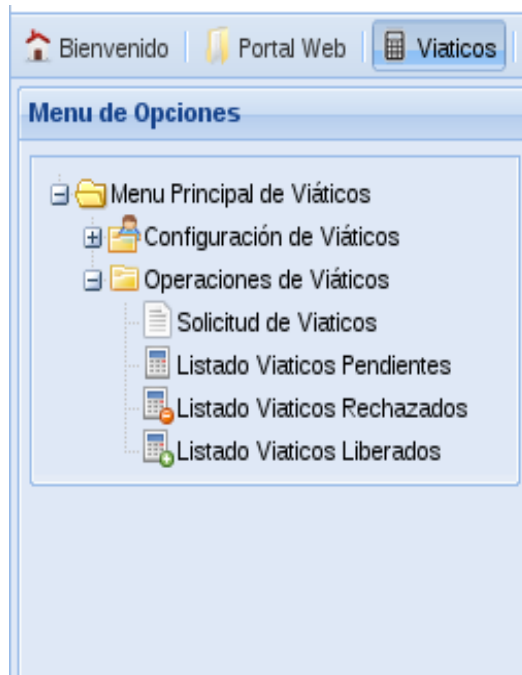 Bienvenido Portal Web Viaticos
Menu de Opciones
Menu Principal de Viáticos
Configuración de Viáticos
Operaciones de Viáticos
Solicitud de Viaticos
Listado Viaticos Pendientes
Listado Viaticos Rechazados
Listado Viaticos Liberados